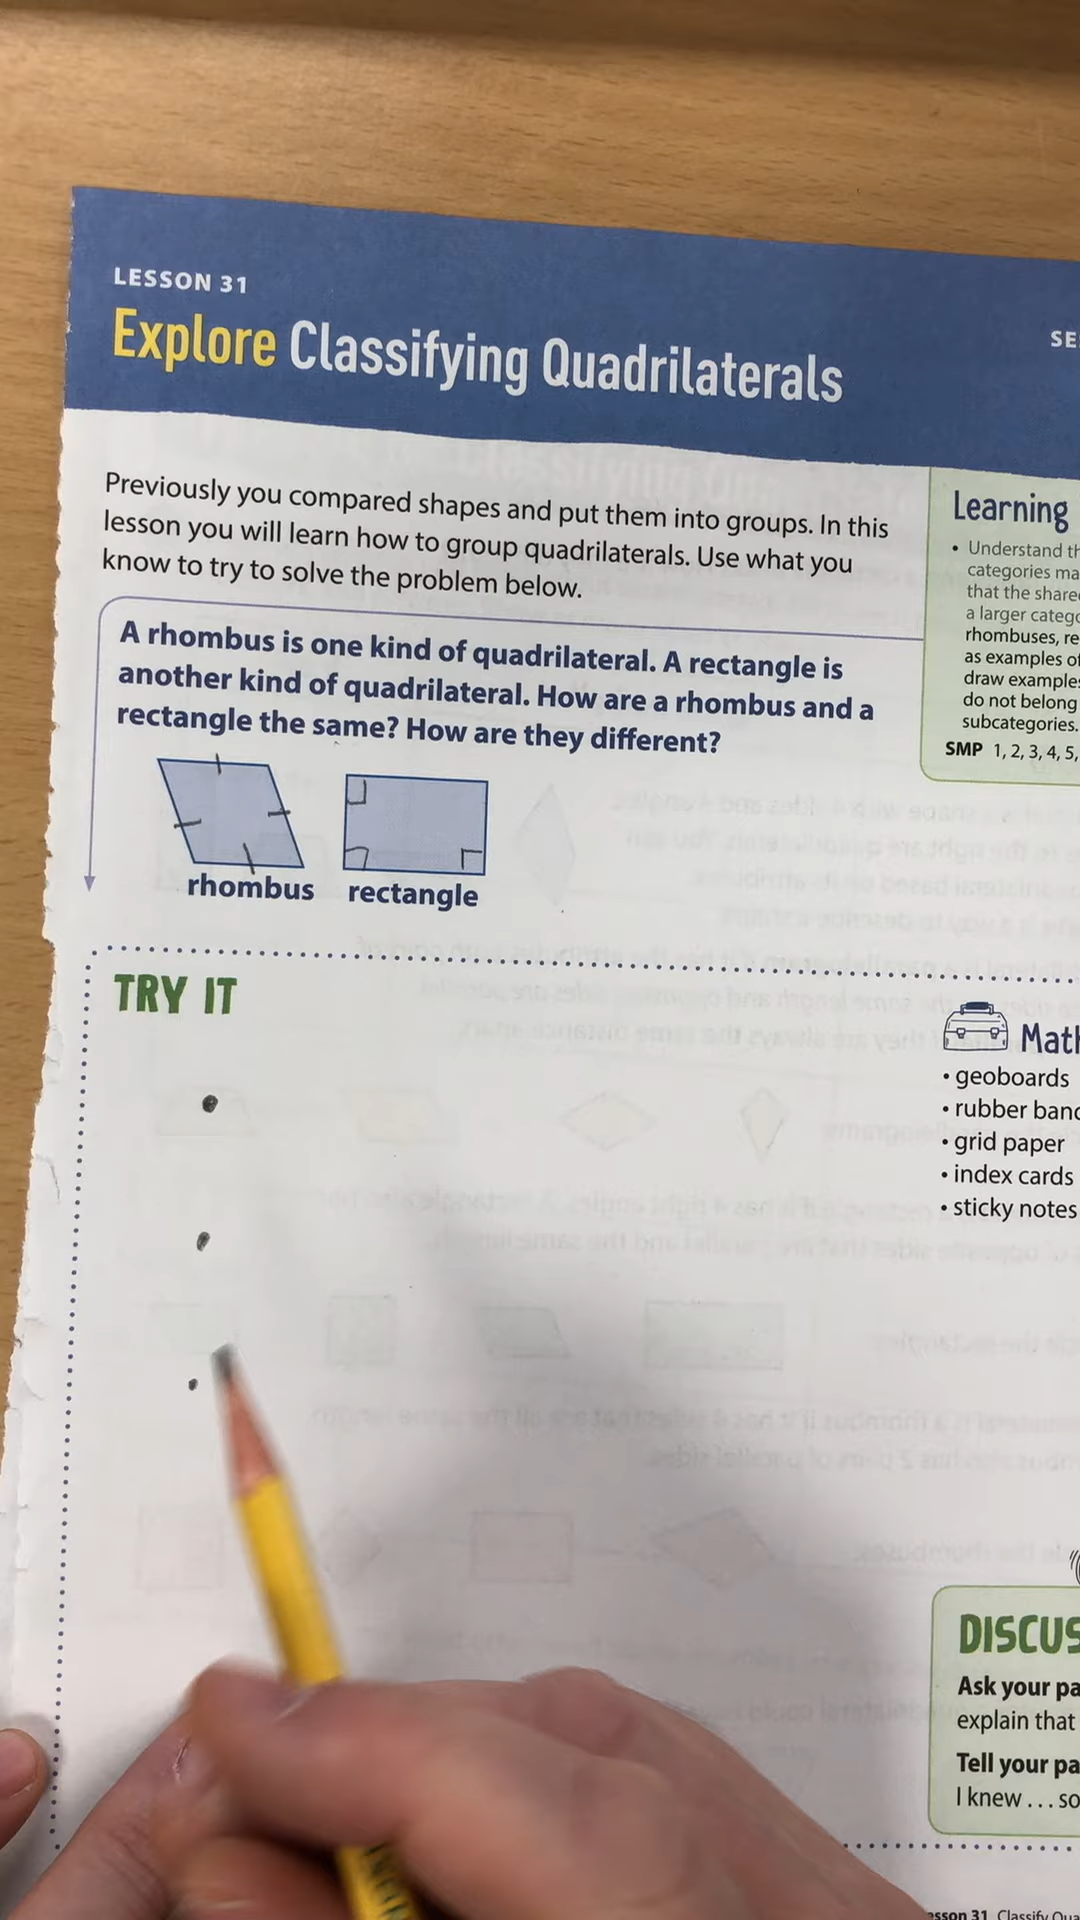 LESSON 31
Explore Classifying Quadrilaterals
SE
Previously you compared shapes and put them into groups. In this
lesson you will learn how to group quadrilaterals. Use what you
know to try to solve the problem below.
A rhombus is one kind of quadrilateral. A rectangle is
another kind of quadrilateral. How are a rhombus and a
rectangle the same? How are they different?
rhombus rectangle
Learning
• Understand th
categories ma
that the share
a larger catego
rhombuses, re
as examples of
draw examples
do not belong
subcategories.
SMP 1, 2, 3, 4, 5,
TRY IT
Math
• geoboards
• rubber band
• grid paper
• index cards
• sticky notes
DISCUS
Ask your pa
explain that
Tell your pa
I knew . . . so
esson 31 Classify Qua